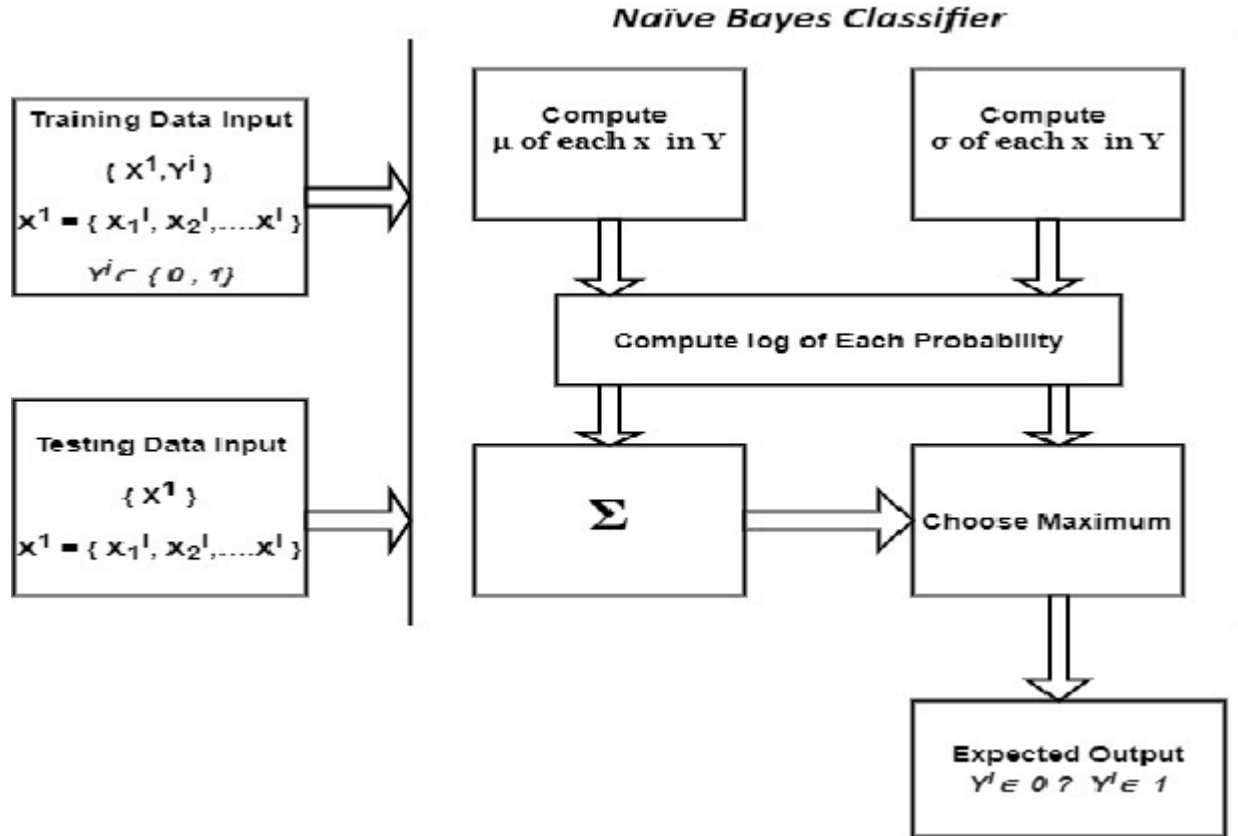 Naïve Bayes Classifier
Training Data Input
{ X¹,Yⁱ }
X¹ = { X₁ᴵ, X₂ᴵ,....Xᴵ }
Yⁱ ⊂ { 0 , 1}
Testing Data Input
{ X¹ }
X¹ = { X₁ᴵ, X₂ᴵ,....Xᴵ }
Compute
μ of each x in Y
Compute
σ of each x in Y
Compute log of Each Probability
Σ
Choose Maximum
Expected Output
Yᴵ ∈ 0 ? Yᴵ ∈ 1